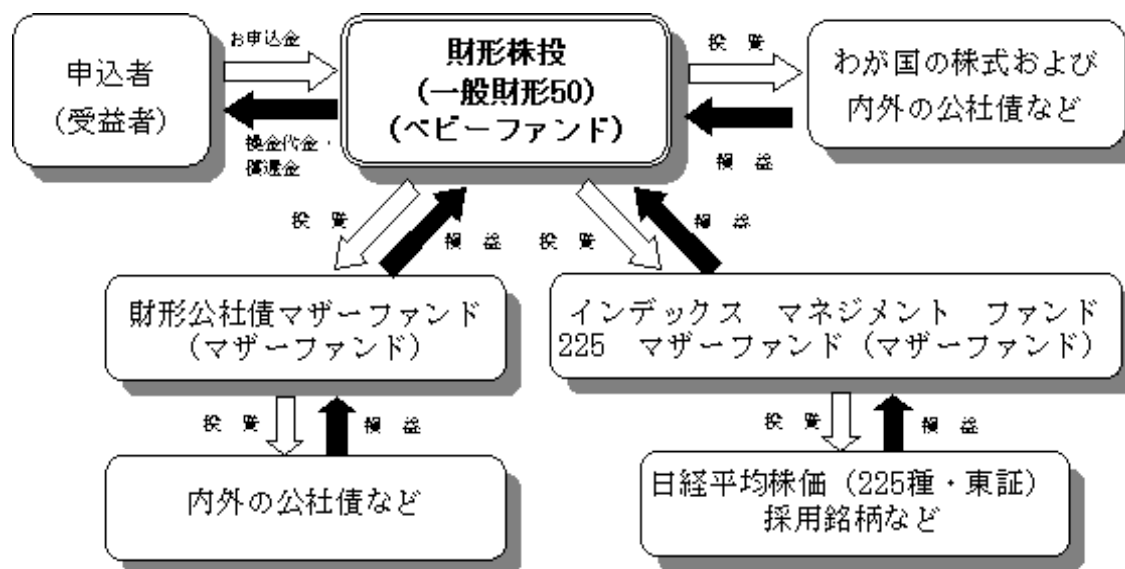 申込者
(受益者)
お申込金
換金代金・
償還金
財形株投
(一般財形50)
(ベビーファンド)
投 資
損 益
わが国の株式および
内外の公社債など
投 資
損 益
投 資
損 益
財形公社債マザーファンド
(マザーファンド)
インデックス マネジメント ファンド
225 マザーファンド(マザーファンド)
投 資
損 益
投 資
損 益
内外の公社債など
日経平均株価(225種・東証)
採用銘柄など